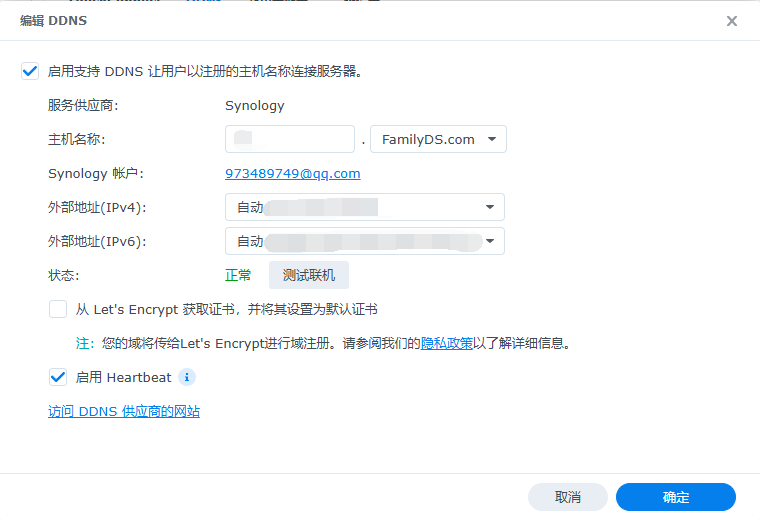 编辑 DDNS
启用支持 DDNS 让用户以注册的主机名称连接服务器。
服务供应商:
Synology
主机名称:
. FamilyDS.com
Synology 帐户:
973489749@qq.com
外部地址(IPv4):
自动
外部地址(IPv6):
自动
状态:
正常
测试联机
从 Let's Encrypt 获取证书，并将其设置为默认证书
注：您的域将传给Let's Encrypt进行域注册。请参阅我们的隐私政策以了解详细信息。
启用 Heartbeat
访问 DDNS 供应商的网站
取消
确定